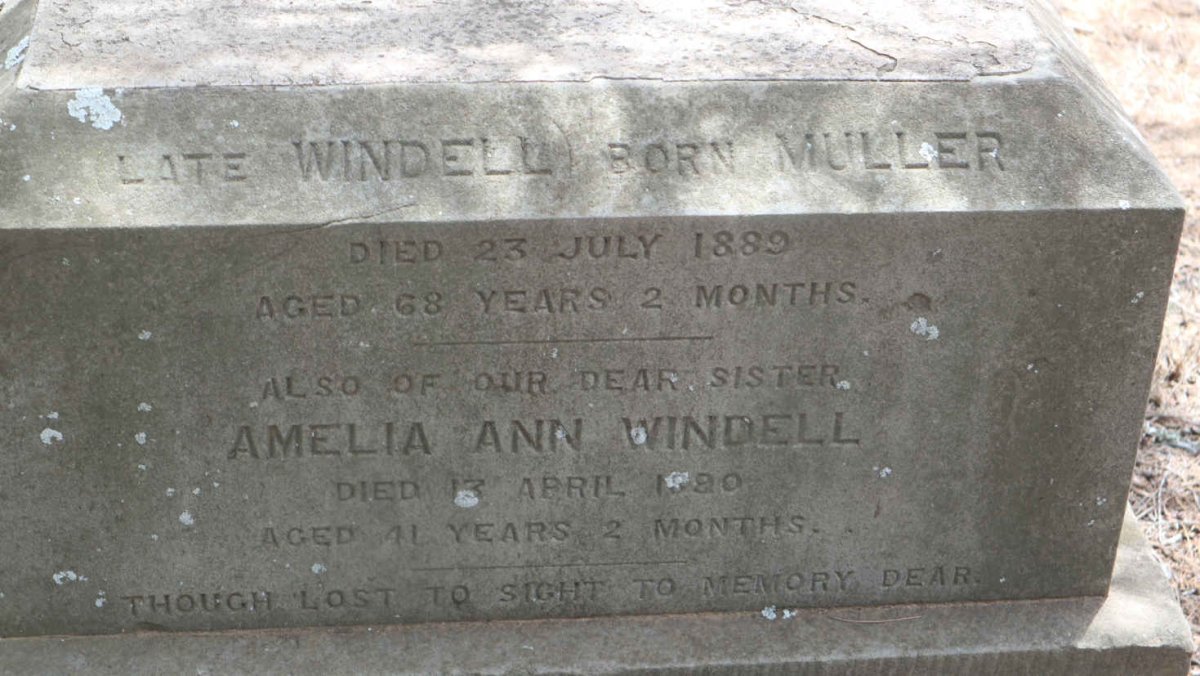 LATE WINDELL BORN MULLER
DIED 23 JULY 1889
AGED 68 YEARS 2 MONTHS.
ALSO OF OUR DEAR SISTER
AMELIA ANN WINDELL
DIED 13 APRIL
AGED 41 YEARS, 2 MONTHS.
THOUGH LOST TO SIGHT TO MEMORY DEAR.